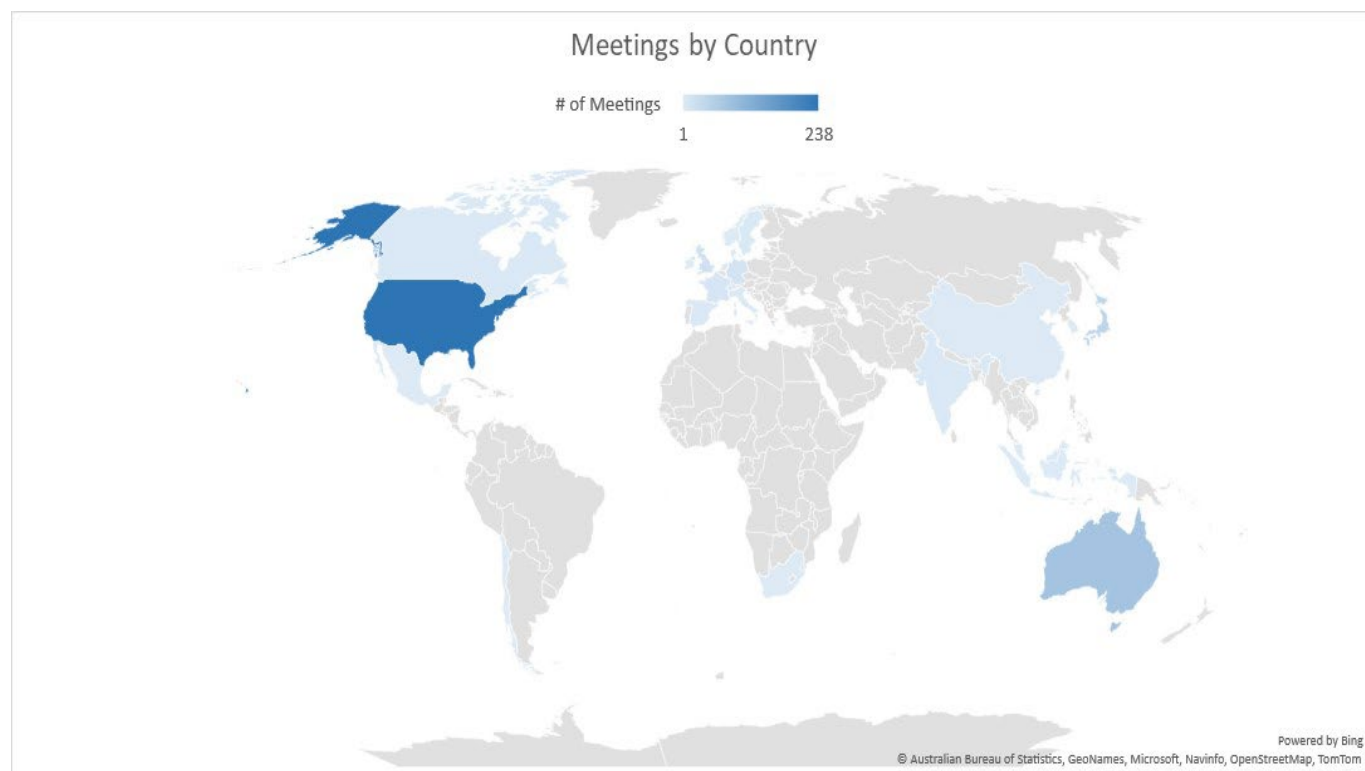 Meetings by Country
# of Meetings
1 238
Powered by Bing
© Australian Bureau of Statistics, GeoNames, Microsoft, Navinfo, OpenStreetMap, TomTom